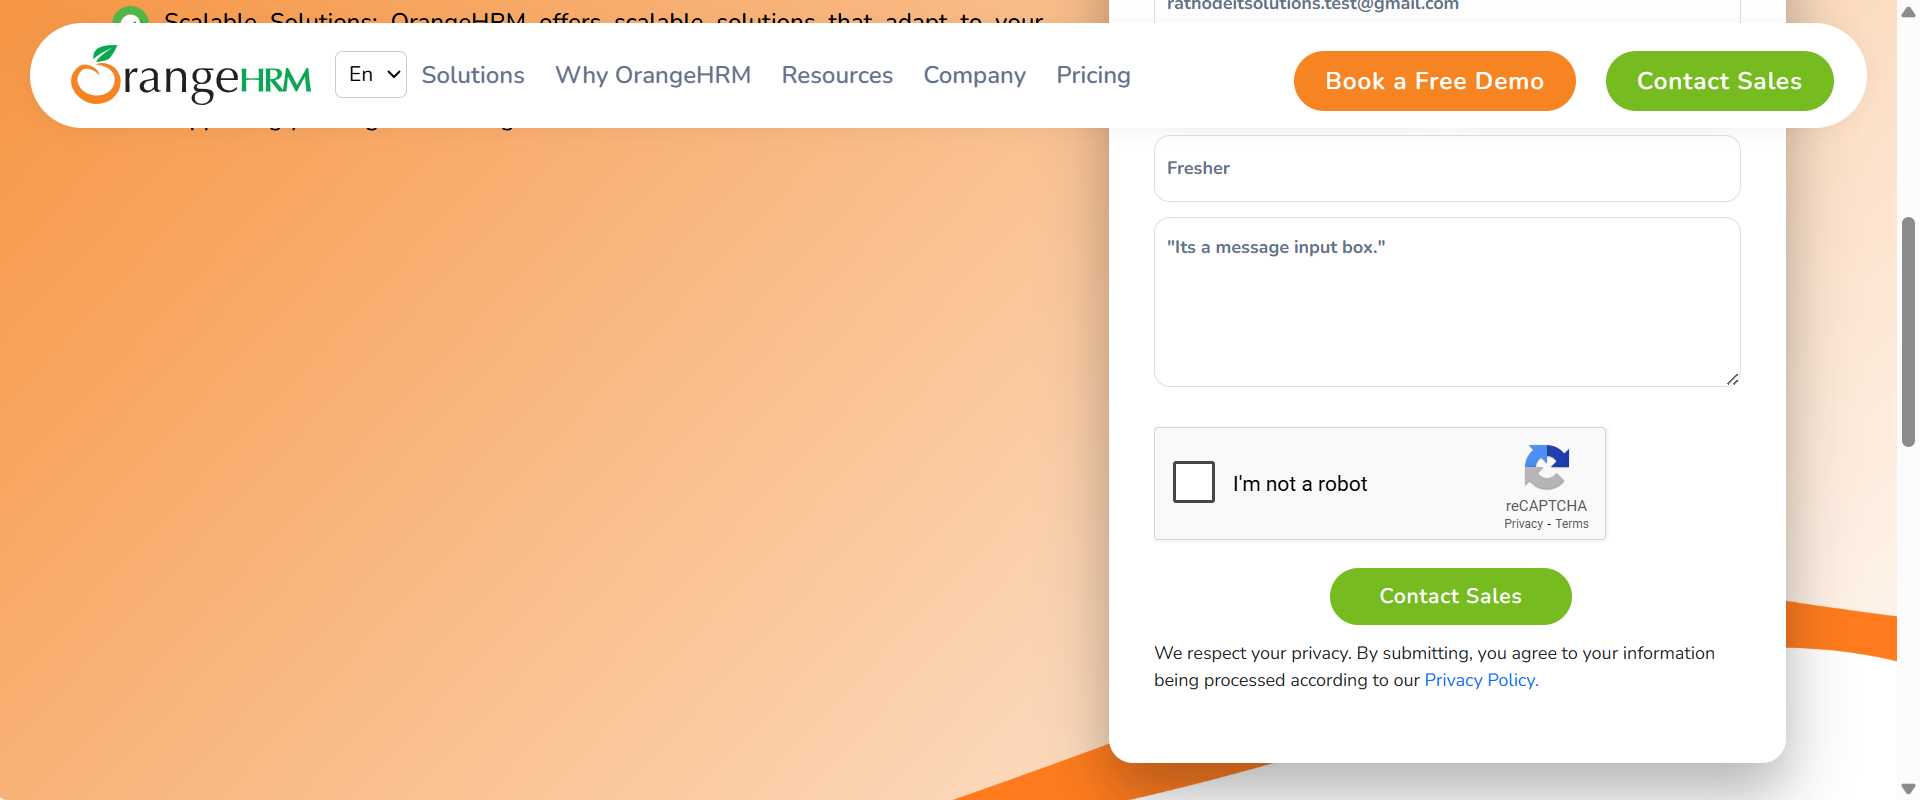 Scalable Solutions: OrangeHRM offers scalable solutions that adapt to your
rathodeitsolutions.test@gmail.com
OrangeHRM
En
Solutions
Why OrangeHRM
Resources
Company
Pricing
Book a Free Demo
Contact Sales
Fresher
"Its a message input box."
I'm not a robot
reCAPTCHA
Privacy - Terms
Contact Sales
We respect your privacy. By submitting, you agree to your information
being processed according to our Privacy Policy.